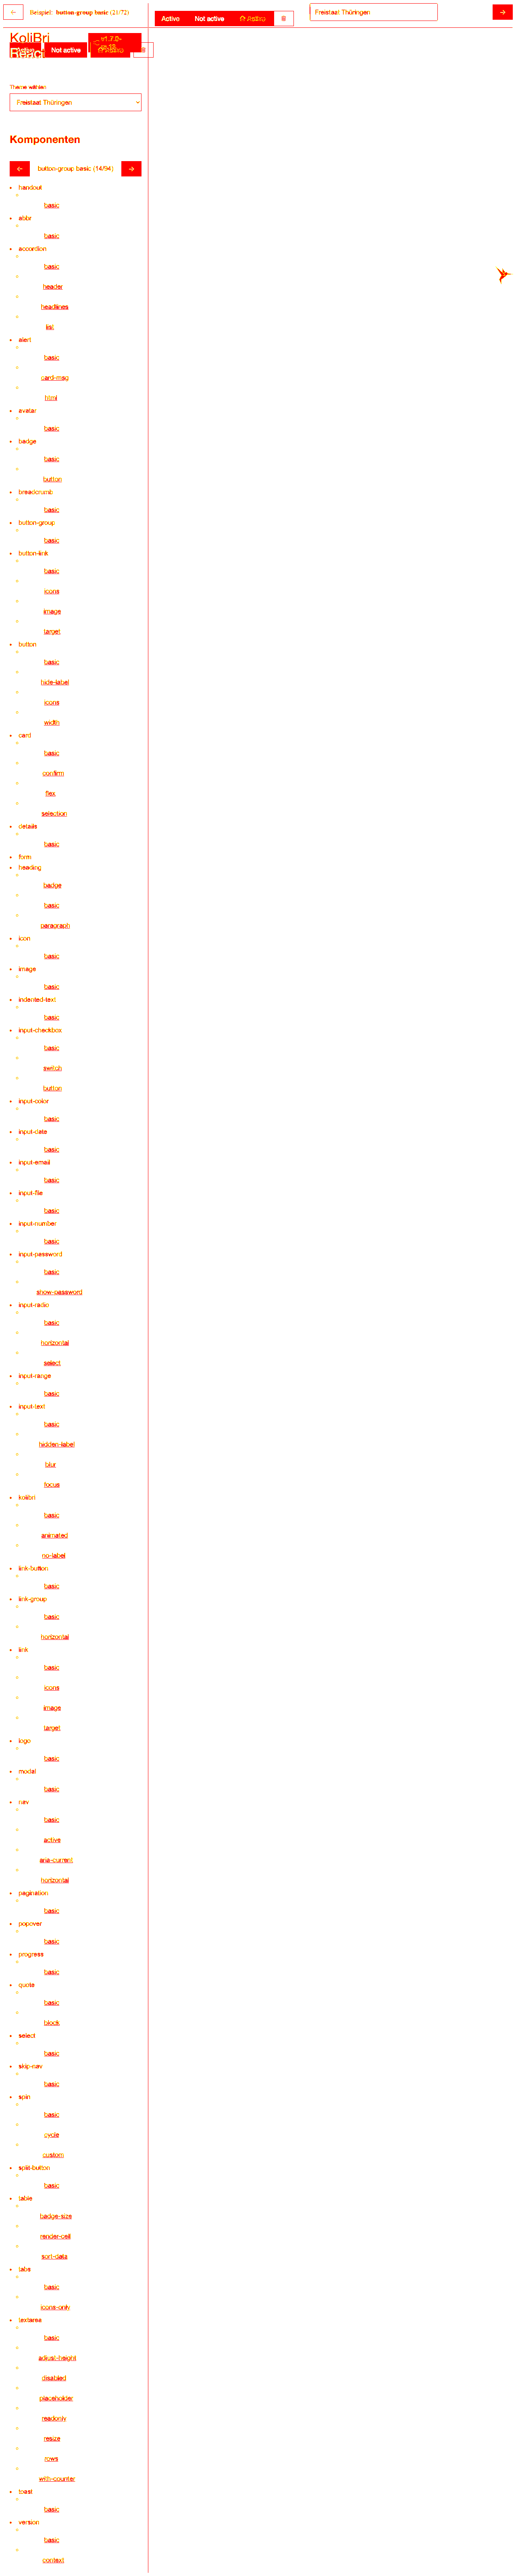 Beispiel: button-group basic (21/72)
Active Not active
Freistaat Thüringen
KoliBri
Not active
Theme wählen
Freistaat Thüringen
Komponenten
button-group basic (14/94)
handout
basic
abbr
basic
accordion
basic
header
headlines
list
alert
basic
card-msg
html
avatar
basic
badge
basic
button
breadcrumb
basic
button-group
basic
button-link
basic
icons
image
target
button
basic
hide-label
icons
width
card
basic
confirm
flex
selection
details
basic
form
heading
badge
basic
paragraph
icon
basic
image
basic
indented-text
basic
input-checkbox
basic
switch
button
input-color
basic
input-date
basic
input-email
basic
input-file
basic
input-number
basic
input-password
basic
show-password
input-radio
basic
horizontal
select
input-range
basic
input-text
basic
hidden-label
blur
focus
kolibri
basic
animated
no-label
link-button
basic
link-group
basic
horizontal
link
basic
icons
image
target
logo
basic
modal
basic
nav
basic
active
aria-current
horizontal
pagination
basic
popover
basic
progress
basic
quote
basic
block
select
basic
skip-nav
basic
spin
basic
cycle
custom
split-button
basic
table
badge-size
render-cell
sort-data
tabs
basic
icons-only
textarea
basic
adjust-height
disabled
placeholder
readonly
resize
rows
with-counter
toast
basic
version
basic
context